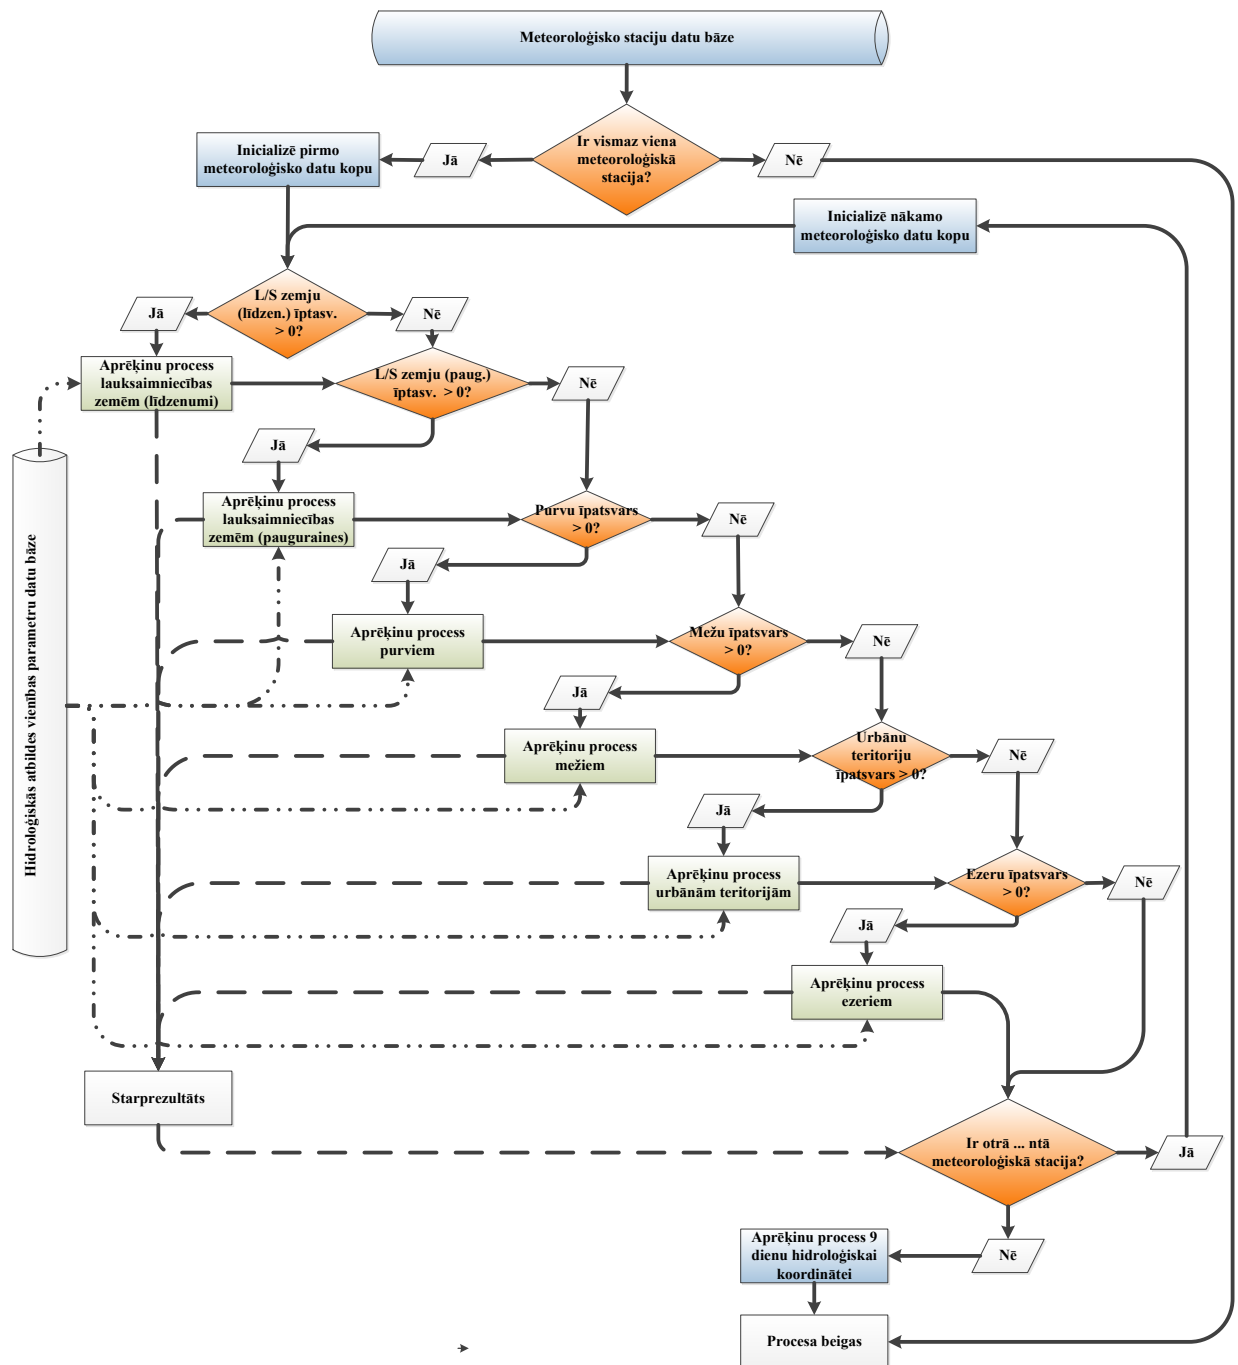 Meteoroloģisko staciju datu bāze
Ir vismaz viena
meteoroloģiskā
stacija?
Jā
Nē
Inicializē pirmo
meteoroloģisko datu kopu
Inicializē nākamo
meteoroloģisko datu kopu
L/S zemju
(līdzen.) īptasv.
> 0?
Jā
Nē
Aprēķinu process
lauksaimniecības
zemēm (līdzenumi)
L/S zemju (paug.)
īptasv. > 0?
Nē
Jā
Hidroloģiskās atbildes vienības parametru datu bāze
Aprēķinu process
lauksaimniecības
zemēm (pauguraines)
Purvu īpatsvars
> 0?
Nē
Jā
Aprēķinu process
purviem
Mežu īpatsvars
> 0?
Nē
Jā
Aprēķinu process
mežiem
Urbānu
teritoriju
īpatsvars > 0?
Nē
Jā
Aprēķinu process
urbānām teritorijām
Ezeru īpatsvars
> 0?
Nē
Jā
Aprēķinu process
ezeriem
Starprezultāts
Ir otrā ... ntā
meteoroloģiskā stacija?
Jā
Nē
Aprēķinu process 9
dienu hidroloģiskai
koordinātei
Procesa beigas